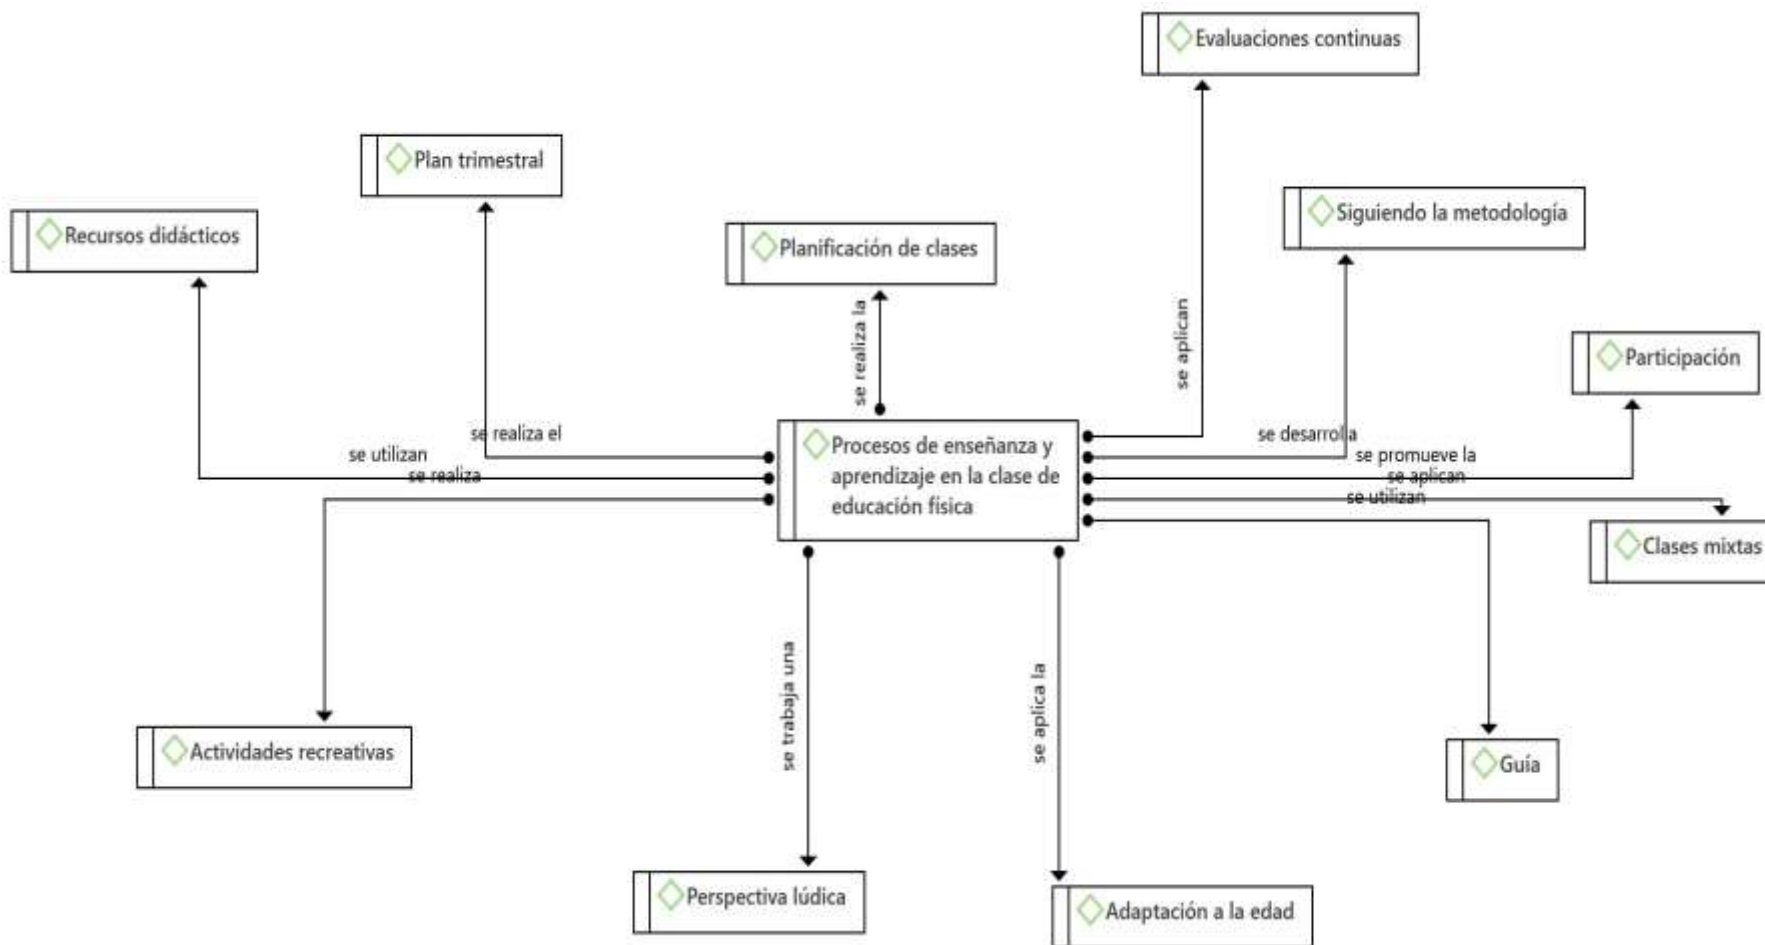 Evaluaciones continuas
Plan trimestral
Siguiendo la metodología
Recursos didácticos
Planificación de clases
se realiza la
se aplican
Participación
se realiza el
se utilizan
se realiza
Procesos de enseñanza y
aprendizaje en la clase de
educación física
se desarrolla
se promueve la
se aplican
se utilizan
Clases mixtas
se trabaja una
se aplica la
Actividades recreativas
Guía
Perspectiva lúdica
Adaptación a la edad